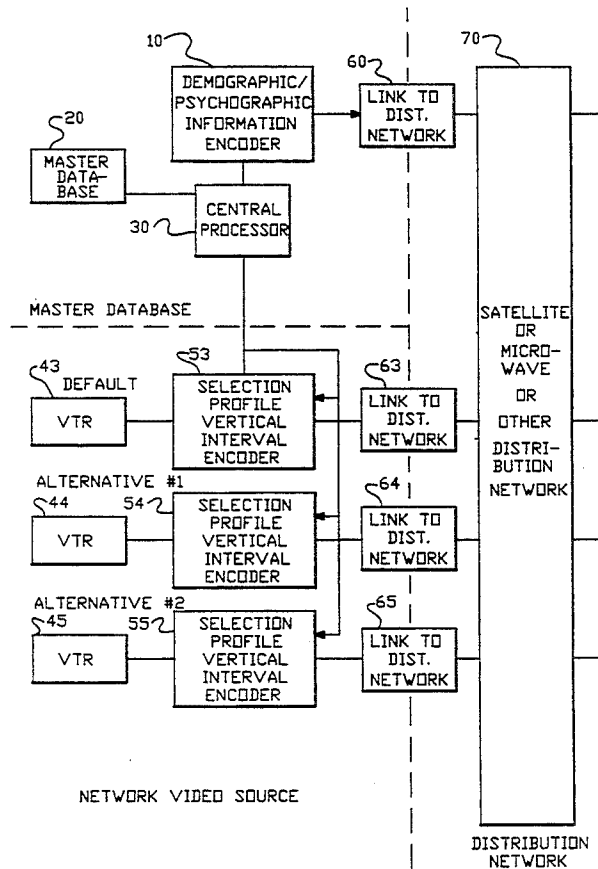 10
DEMOGRAPHIC/
PSYCHOGRAPHIC
INFORMATION
ENCODER
60
LINK TO
DIST.
NETWORK
70
20
MASTER
DATA-
BASE
30
CENTRAL
PROCESSOR
MASTER DATABASE
SATELLITE
OR
MICRO-
WAVE
OR
OTHER
DISTRI-
BUTION
NETWORK
43
DEFAULT
VTR
53
SELECTION
PROFILE
VERTICAL
INTERVAL
ENCODER
63
LINK TO
DIST.
NETWORK
ALTERNATIVE #1
44
VTR
54
SELECTION
PROFILE
VERTICAL
INTERVAL
ENCODER
64
LINK TO
DIST.
NETWORK
ALTERNATIVE #2
45
VTR
55
SELECTION
PROFILE
VERTICAL
INTERVAL
ENCODER
65
LINK TO
DIST.
NETWORK
NETWORK VIDEO SOURCE
DISTRIBUTION
NETWORK